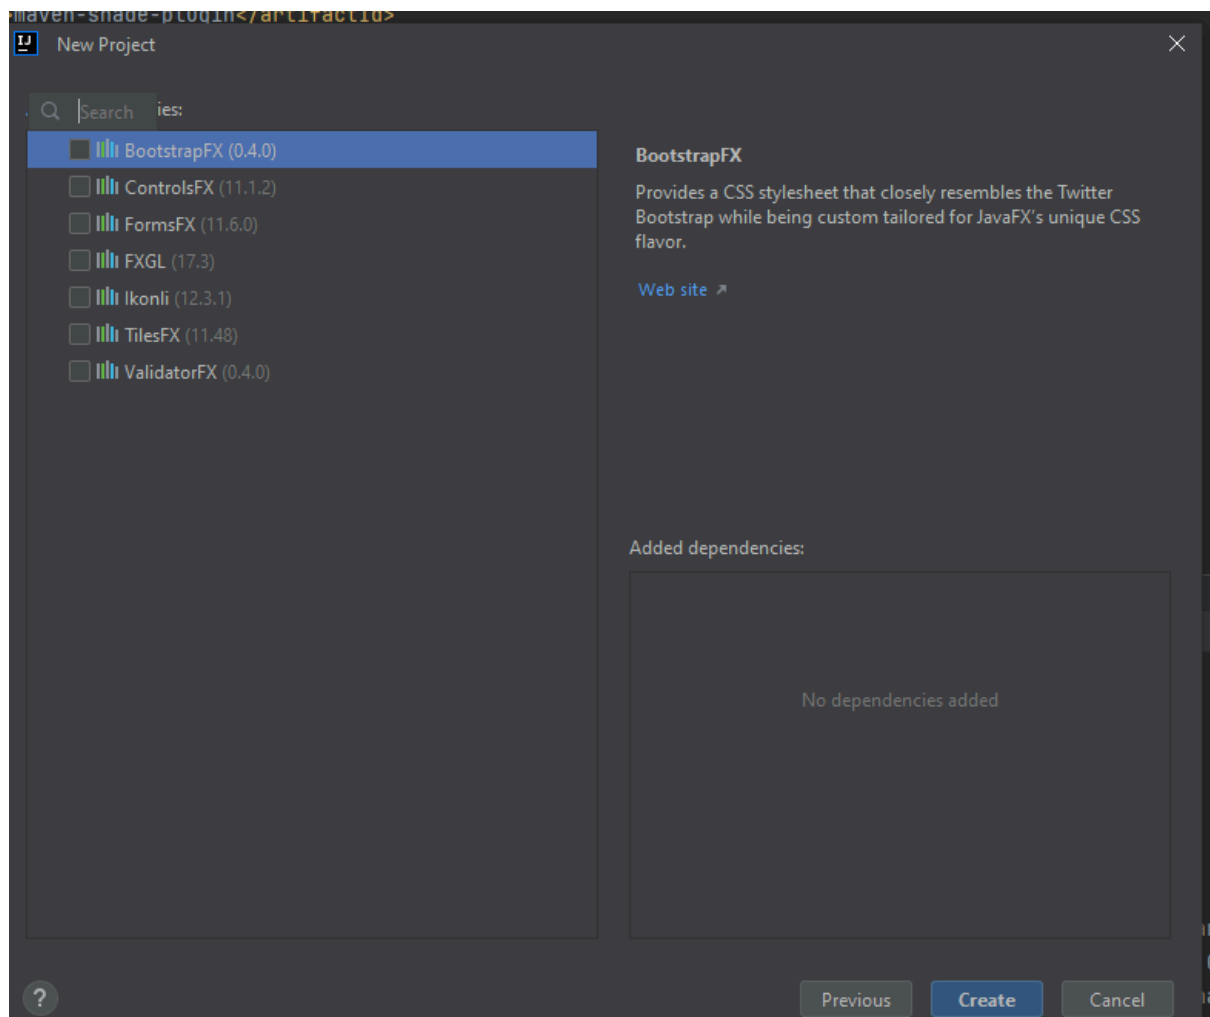 maven-shade-plugin</artifactId>
New Project
Search ies:
BootstrapFX (0.4.0)
ControlsFX (11.1.2)
FormsFX (11.6.0)
FXGL (17.3)
Ikonli (12.3.1)
TilesFX (11.48)
ValidatorFX (0.4.0)
BootstrapFX
Provides a CSS stylesheet that closely resembles the Twitter
Bootstrap while being custom tailored for JavaFX's unique CSS
flavor.
Web site
Added dependencies:
No dependencies added
?
Previous
Create
Cancel